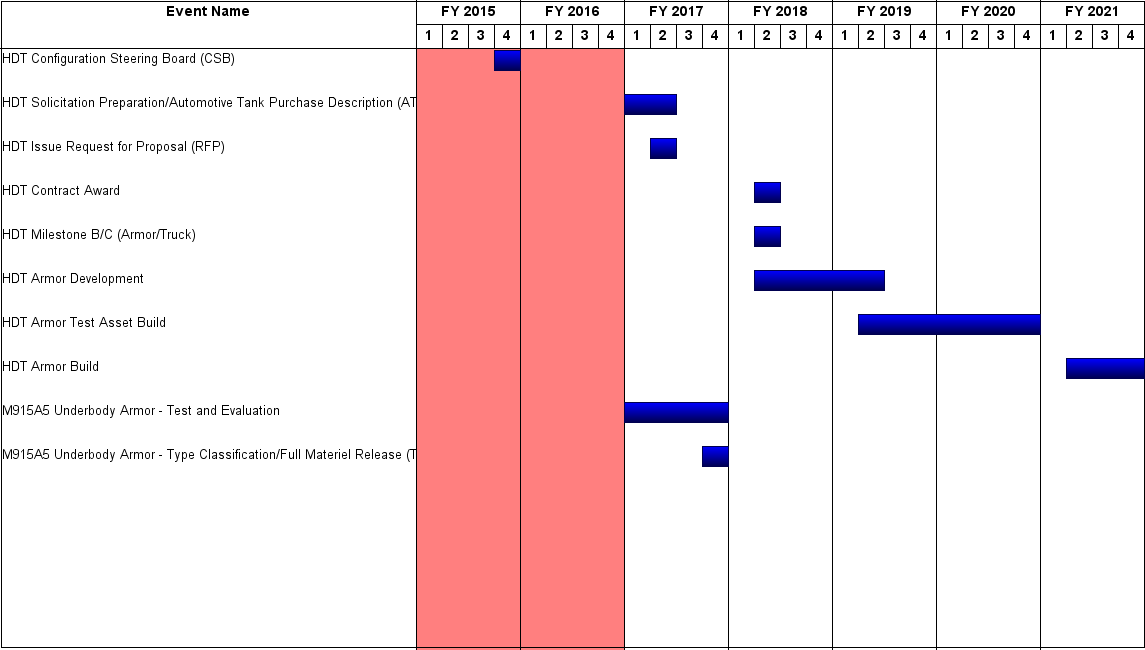 Event Name FY 2015 FY 2016 FY 2017 FY 2018 FY 2019 FY 2020 FY 2021
1 2 3 4 1 2 3 4 1 2 3 4 1 2 3 4 1 2 3 4 1 2 3 4 1 2 3 4
HDT Configuration Steering Board (CSB)
HDT Solicitation Preparation/Automotive Tank Purchase Description (AT
HDT Issue Request for Proposal (RFP)
HDT Contract Award
HDT Milestone B/C (Armor/Truck)
HDT Armor Development
HDT Armor Test Asset Build
HDT Armor Build
M915A5 Underbody Armor - Test and Evaluation
M915A5 Underbody Armor - Type Classification/Full Materiel Release (T